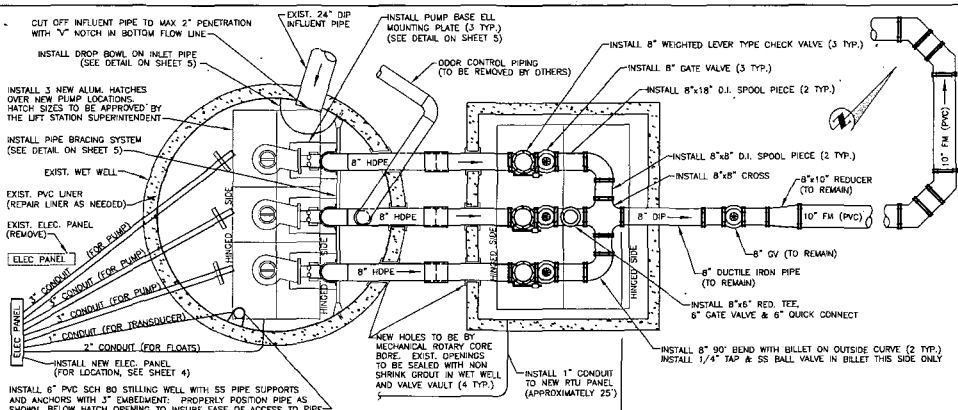 CUT OFF INFLUENT PIPE TO MAX 2" PENETRATION
WITH "V" NOTCH IN BOTTOM FLOW LINE
EXIST. 24" DIP
INFLUENT PIPE
INSTALL PUMP BASE ELL
MOUNTING PLATE (3 TYP.)
(SEE DETAIL ON SHEET 5)
INSTALL DROP BOWL ON INLET PIPE
(SEE DETAIL ON SHEET 5)
INSTALL 8" WEIGHTED LEVER TYPE CHECK VALVE (3 TYP.)
ODOR CONTROL PIPING
(TO BE REMOVED BY OTHERS)
INSTALL 8" GATE VALVE (3 TYP.)
INSTALL 8"x18" D.I. SPOOL PIECE (2 TYP.)
INSTALL 3 NEW ALUM. HATCHES
OVER NEW PUMP LOCATIONS.
HATCH SIZES TO BE APPROVED BY
THE LIFT STATION SUPERINTENDENT
INSTALL PIPE BRACING SYSTEM
(SEE DETAIL ON SHEET 5)
EXIST. WET WELL
EXIST. PVC LINER
(REPAIR LINER AS NEEDED)
EXIST. ELEC. PANEL
(REMOVE)
ELEC PANEL
N
10" FM (PVC)
INSTALL 8"x8" D.I. SPOOL PIECE (2 TYP.)
INSTALL 8"x8" CROSS
8"x10" REDUCER
(TO REMAIN)
8" HDPE
8" HDPE
8" HDPE
8" DIP
10" FM (PVC)
HINGED SIDE
HINGED SIDE
HINGED SIDE
HINGED SIDE
8" GV (TO REMAIN)
8" DUCTILE IRON PIPE
(TO REMAIN)
3" CONDUIT (FOR PUMP)
3" CONDUIT (FOR PUMP)
3" CONDUIT (FOR PUMP)
1" CONDUIT (FOR TRANSDUCER)
2" CONDUIT (FOR FLOATS)
ELEC PANEL
INSTALL NEW ELEC. PANEL
(FOR LOCATION, SEE SHEET 4)
INSTALL 8"x6" RED. TEE,
6" GATE VALVE & 6" QUICK CONNECT
NEW HOLES TO BE BY
MECHANICAL ROTARY CORE
BORE. EXIST. OPENINGS
TO BE SEALED WITH NON
SHRINK GROUT IN WET WELL
AND VALVE VAULT (4 TYP.)
INSTALL 1" CONDUIT
TO NEW RTU PANEL
(APPROXIMATELY 25')
INSTALL 8" 90° BEND WITH BILLET ON OUTSIDE CURVE (2 TYP.)
INSTALL 1/4" TAP & SS BALL VALVE IN BILLET THIS SIDE ONLY
INSTALL 6" PVC SCH 80 STILLING WELL WITH SS PIPE SUPPORTS
AND ANCHORS WITH 3" EMBEDMENT: PROPERLY POSITION PIPE AS
SHOWN, BELOW HATCH OPENING TO INSURE EASE OF ACCESS TO PIPE